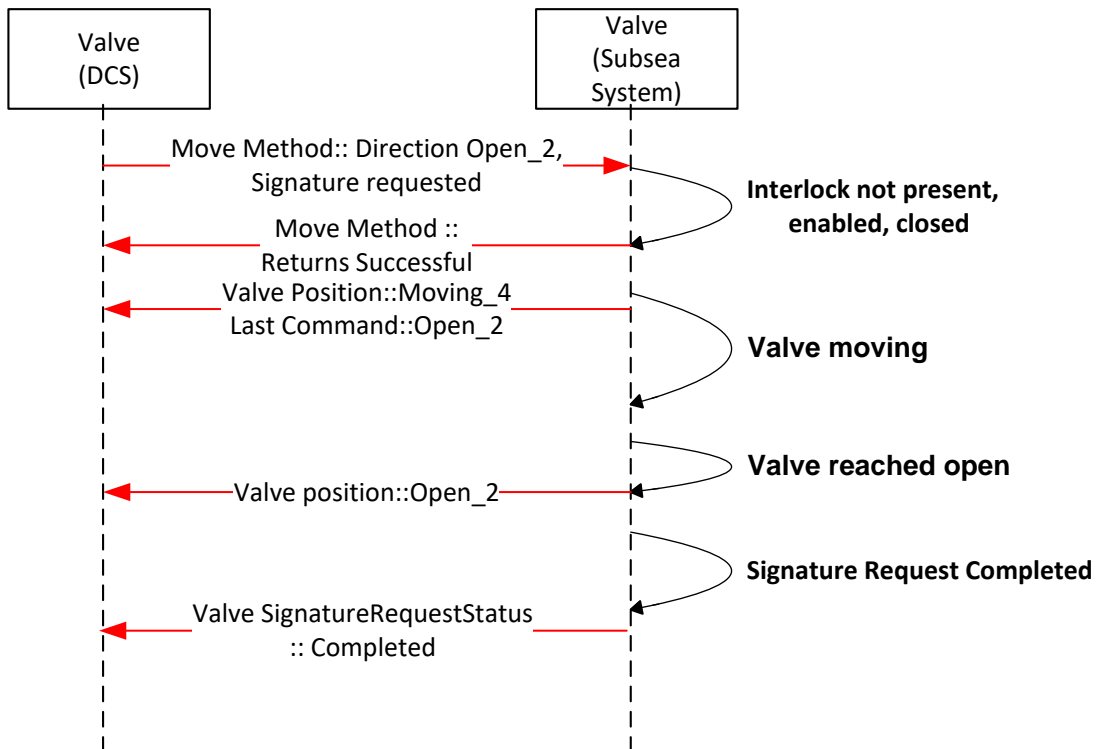 Valve
(DCS)
Valve
(Subsea
System)
Move Method:: Direction Open_2,
Signature requested
Interlock not present,
enabled, closed
Move Method ::
Returns Successful
Valve Position::Moving_4
Last Command::Open_2
Valve moving
Valve reached open
Valve position::Open_2
Signature Request Completed
Valve SignatureRequestStatus
:: Completed